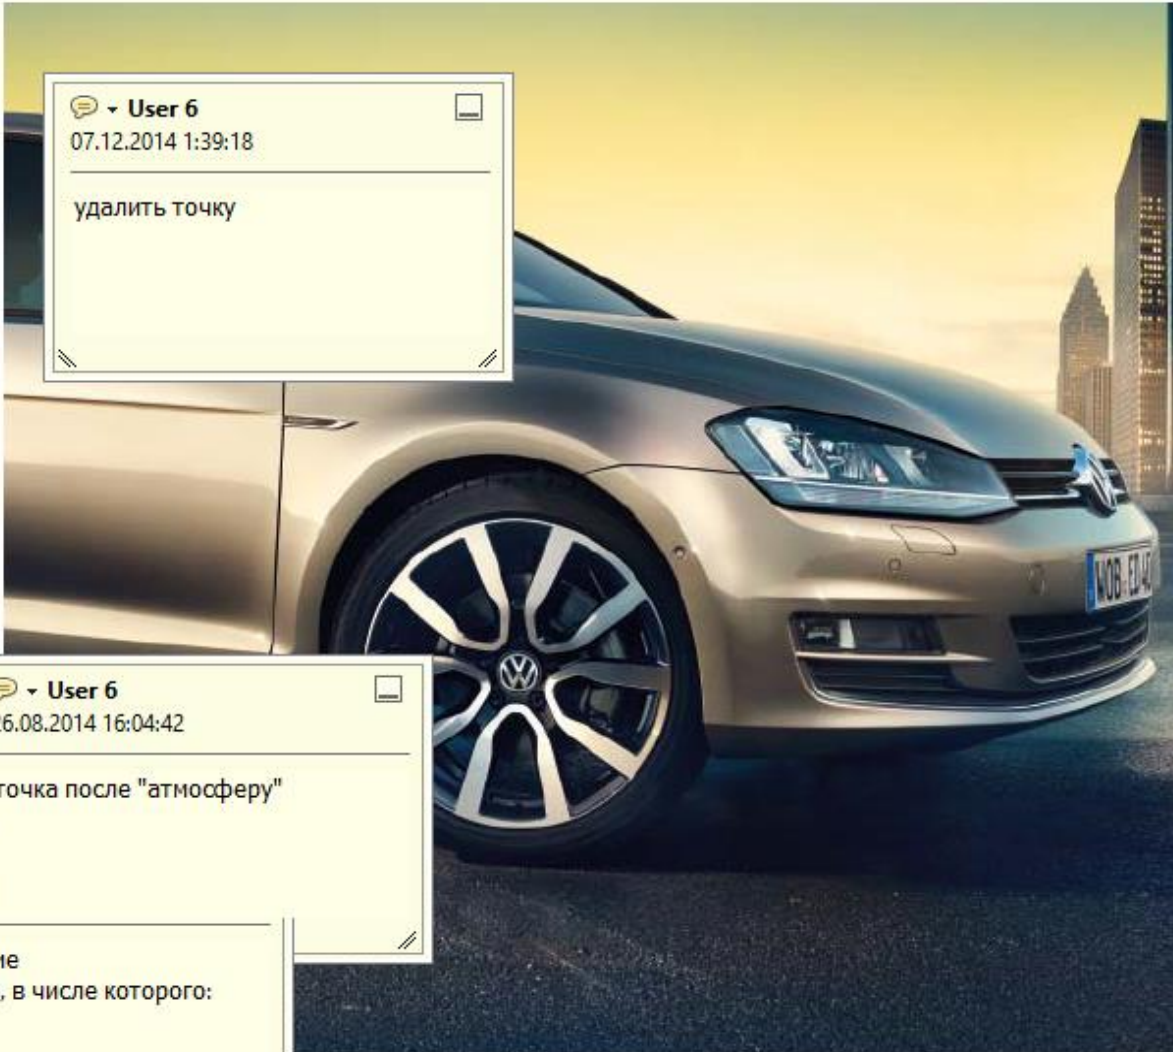 User 6
07.12.2014 1:39:18
удалить точку
User 6
26.08.2014 16:04:42
точка после "атмосферу"
, в числе которого:
WOB